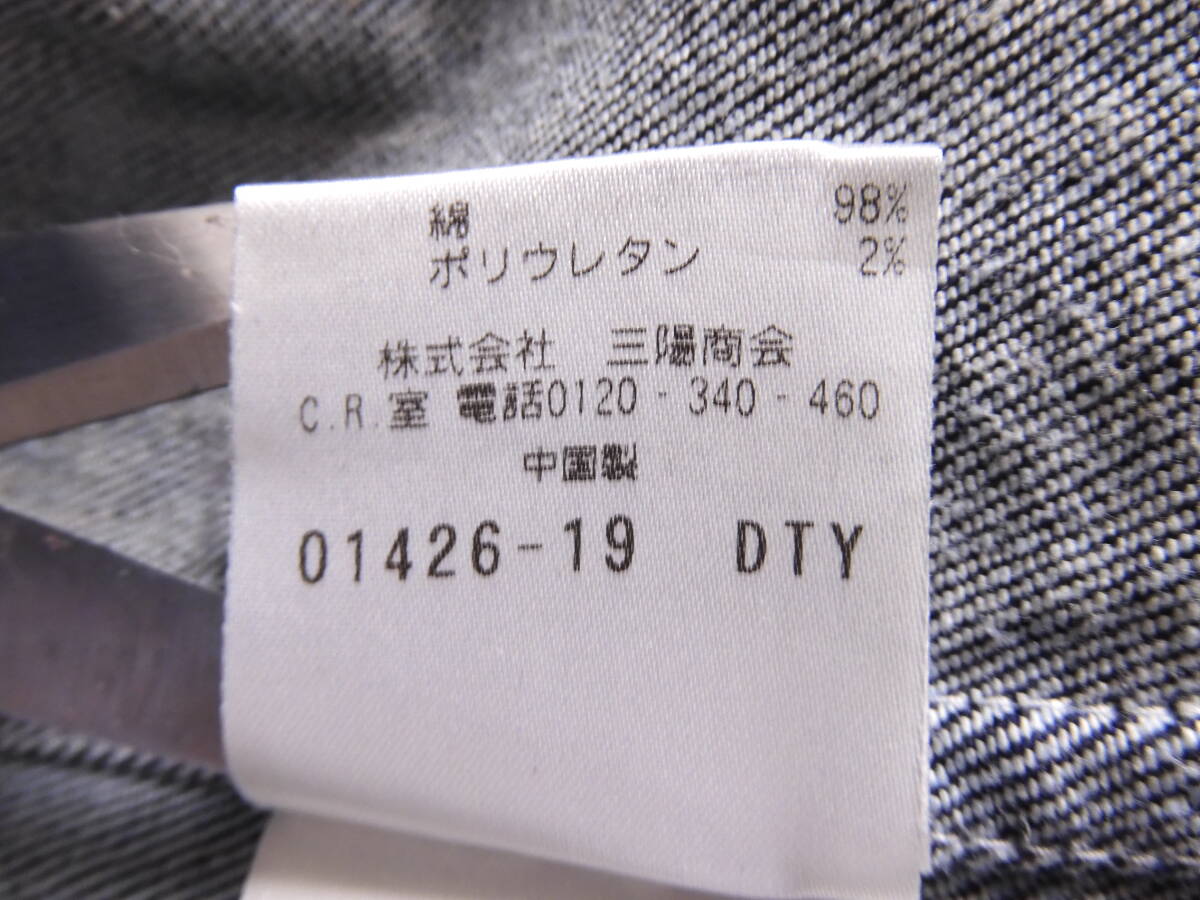 綿 98%
ポリウレタン 2%
株式会社 三陽商会
C.R.室 電話0120-340-460
中国製
01426-19 DTY